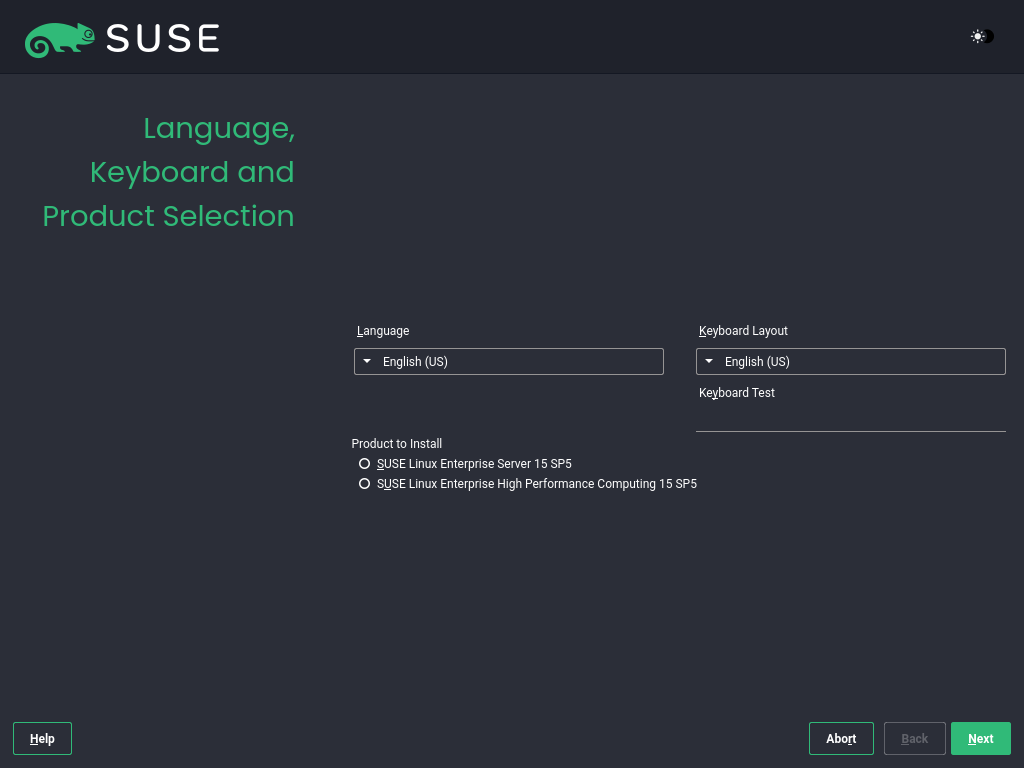 SUSE
Language,
Keyboard and
Product Selection
Language
English (US)
Keyboard Layout
English (US)
Keyboard Test
Product to Install
SUSE Linux Enterprise Server 15 SP5
SUSE Linux Enterprise High Performance Computing 15 SP5
Help
Abort
Back
Next